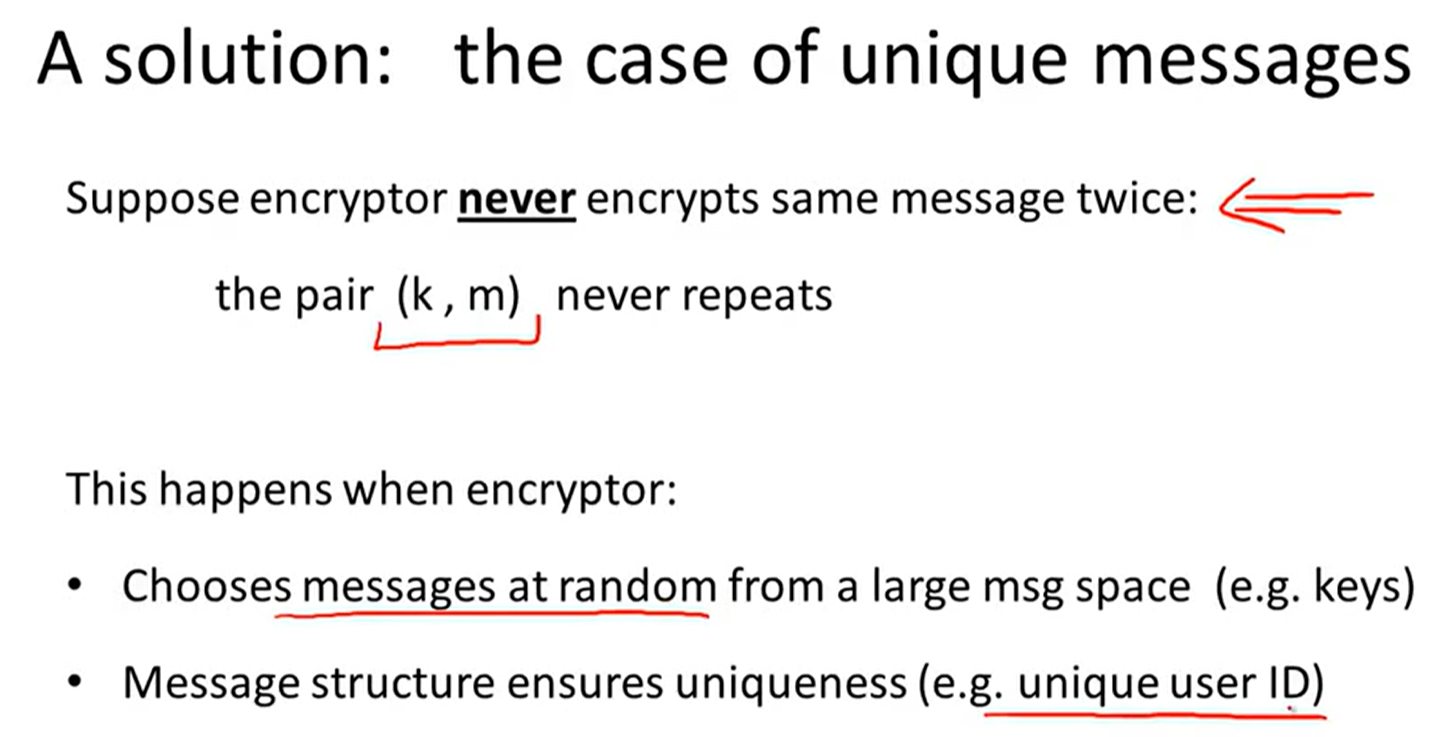 A solution: the case of unique messages
Suppose encryptor never encrypts same message twice:
the pair (k , m) never repeats
This happens when encryptor:
• Chooses messages at random from a large msg space (e.g. keys)
• Message structure ensures uniqueness (e.g. unique user ID)